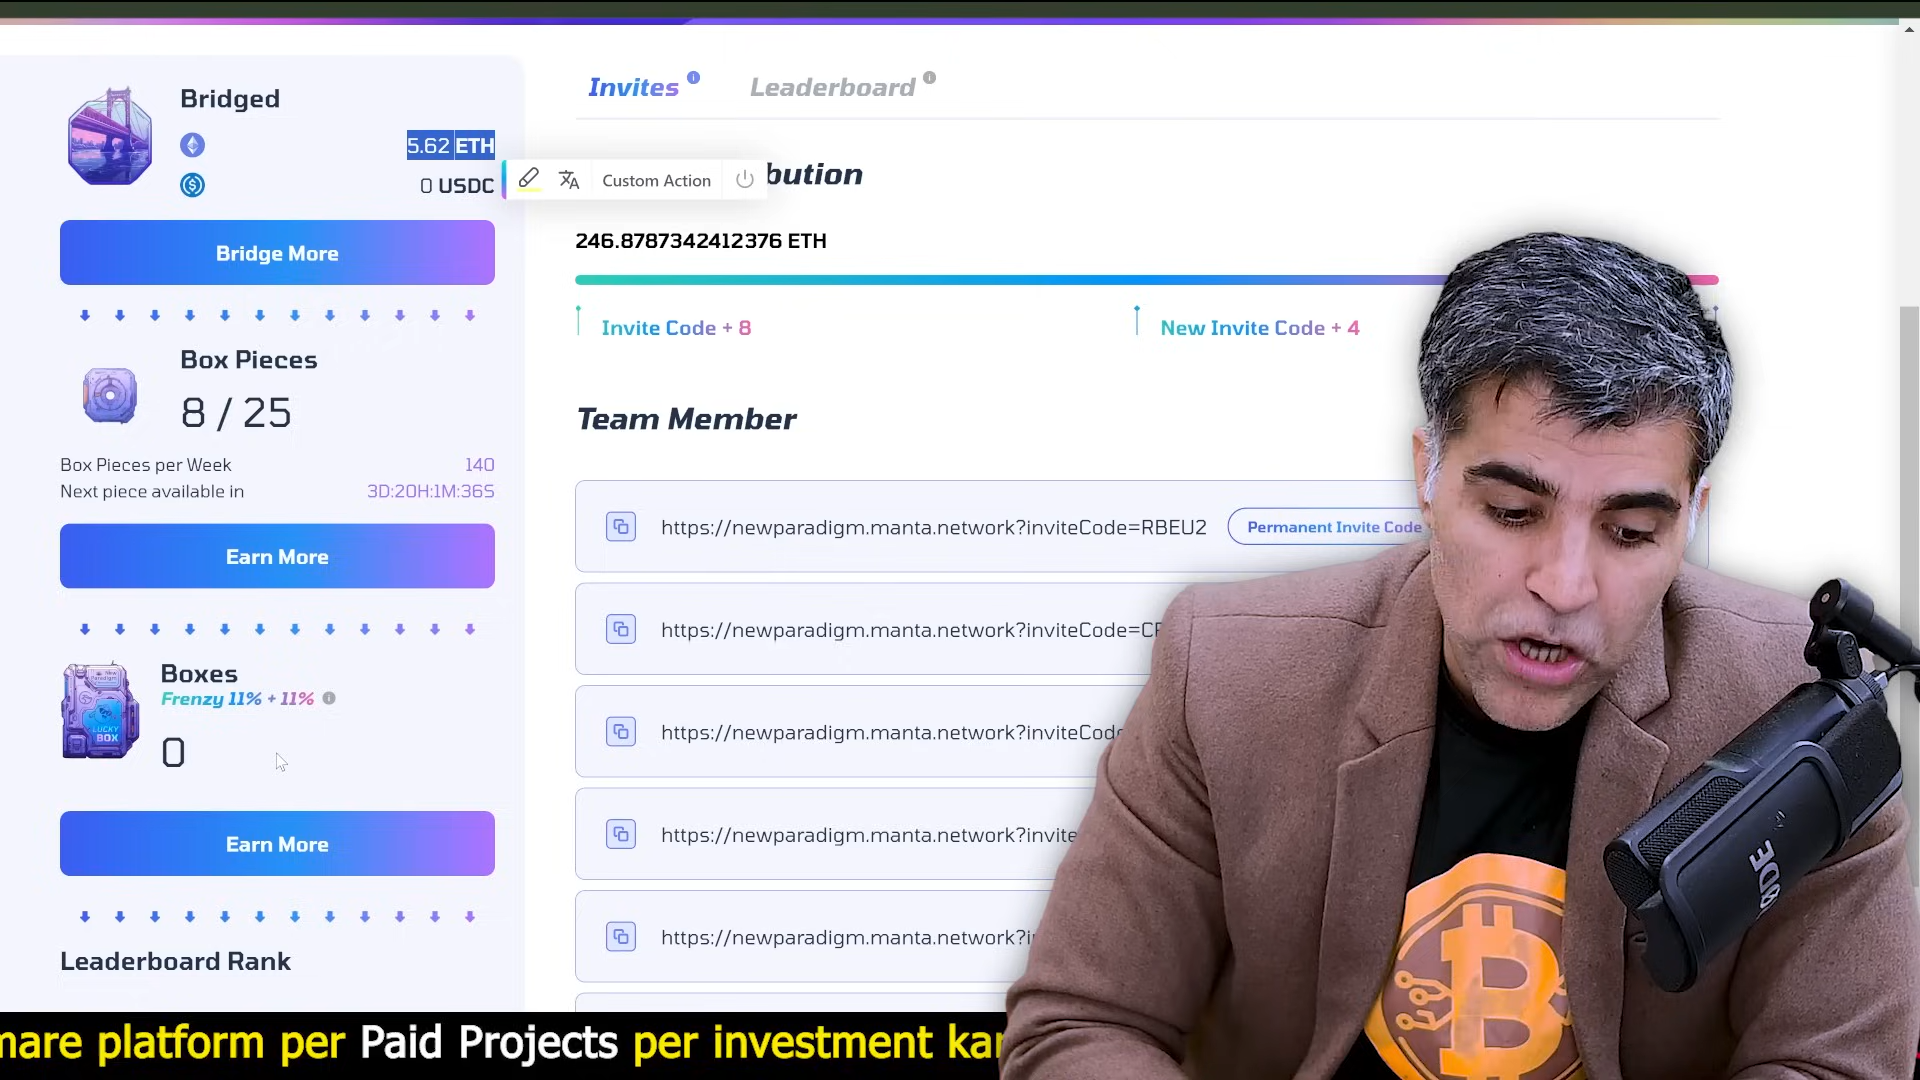 Bridged
5.62 ETH
0 USDC
Bridge More
Box Pieces
8 / 25
Box Pieces per Week 140
Next piece available in 3D:20H:1M:36S
Earn More
Boxes
Frenzy 11% + 11%
LUCKY BOX
0
Earn More
Leaderboard Rank
Invites
Leaderboard
Custom Action
bution
246.8787342412376 ETH
Invite Code + 8
New Invite Code + 4
Team Member
https://newparadigm.manta.network?inviteCode=RBEU2 Permanent Invite Code
https://newparadigm.manta.network?inviteCode=C
https://newparadigm.manta.network?inviteCode
https://newparadigm.manta.network?invite
https://newparadigm.manta.network?i
mare platform per Paid Projects per investment kar